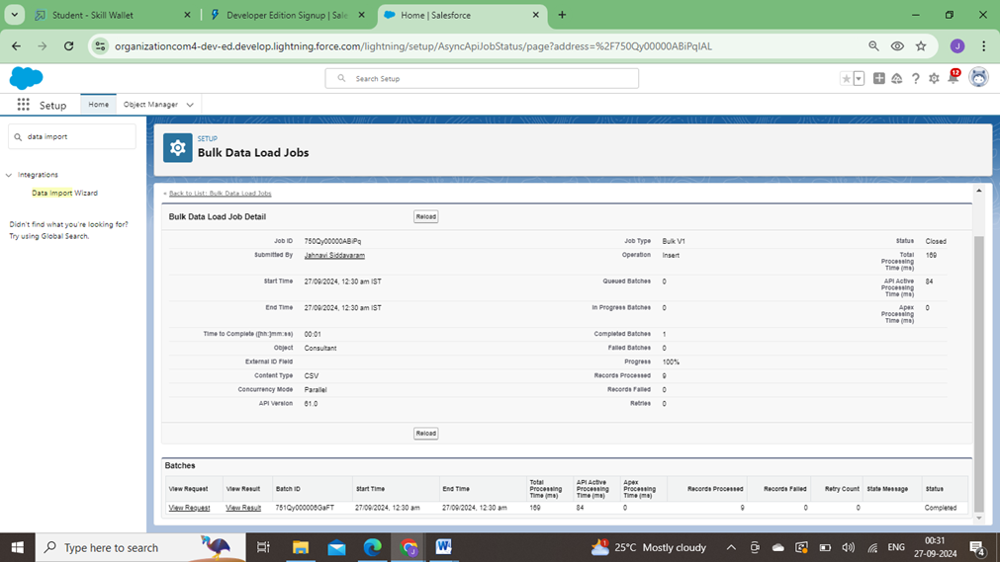 Student - Skill Wallet
Developer Edition Signup | Sale
Home | Salesforce
organizationcom4-dev-ed.develop.lightning.force.com/lightning/setup/AsyncApiJobStatus/page?address=%2F750Qy00000ABiPqIAL
J
Search Setup
12
Setup
Home
Object Manager
data import
Integrations
Data Import Wizard
Didn't find what you're looking for?
Try using Global Search.
SETUP
Bulk Data Load Jobs
« Back to List: Bulk Data Load Jobs
Bulk Data Load Job Detail
Reload
Job ID 750Qy00000ABiPq Job Type Bulk V1 Status Closed
Submitted By Jahnavi Siddavaram Operation Insert Total Processing Time (ms) 169
Start Time 27/09/2024, 12:30 am IST Queued Batches 0 API Active Processing Time (ms) 84
End Time 27/09/2024, 12:30 am IST In Progress Batches 0 Apex Processing Time (ms) 0
Time to Complete ([hh:]mm:ss) 00:01 Completed Batches 1
Object Consultant Failed Batches 0
External ID Field Progress 100%
Content Type CSV Records Processed 9
Concurrency Mode Parallel Records Failed 0
API Version 61.0 Retries 0
Reload
Batches
View Request View Result Batch ID Start Time End Time Total Processing Time (ms) API Active Processing Time (ms) Apex Processing Time (ms) Records Processed Records Failed Retry Count State Message Status
View Request View Result 751Qy000006GaFT 27/09/2024, 12:30 am 27/09/2024, 12:30 am 169 84 0 9 0 0 Completed
Type here to search
25°C Mostly cloudy
ENG
00:31
27-09-2024
4